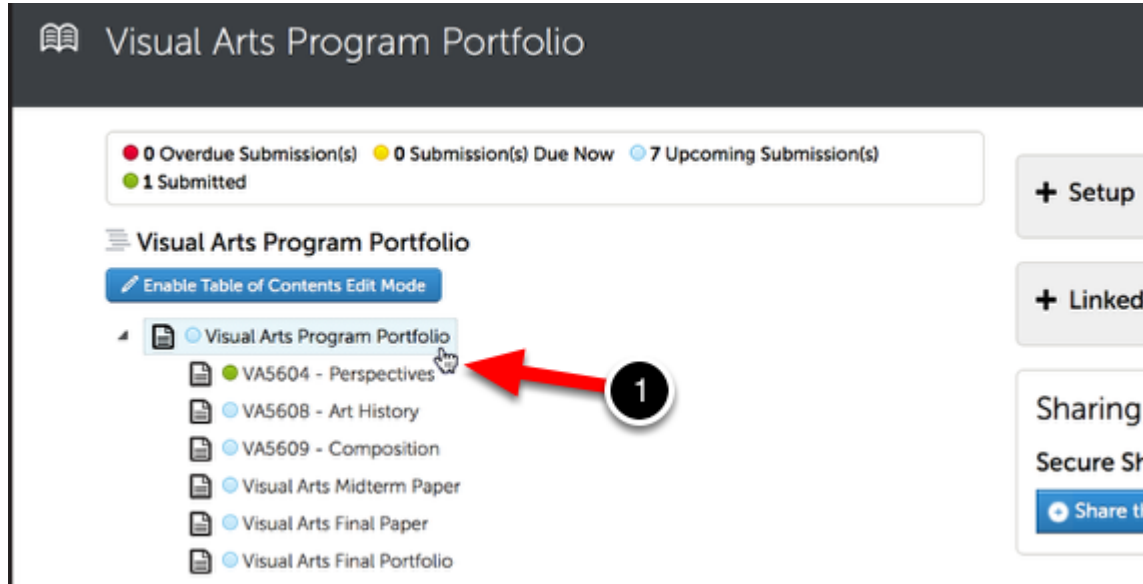 Visual Arts Program Portfolio
0 Overdue Submission(s) 0 Submission(s) Due Now 7 Upcoming Submission(s)
1 Submitted
Visual Arts Program Portfolio
Enable Table of Contents Edit Mode
Visual Arts Program Portfolio
VA5604 - Perspectives
VA5608 - Art History
VA5609 - Composition
Visual Arts Midterm Paper
Visual Arts Final Paper
Visual Arts Final Portfolio
1
+ Setup
+ Linked
Sharing
Secure
Share